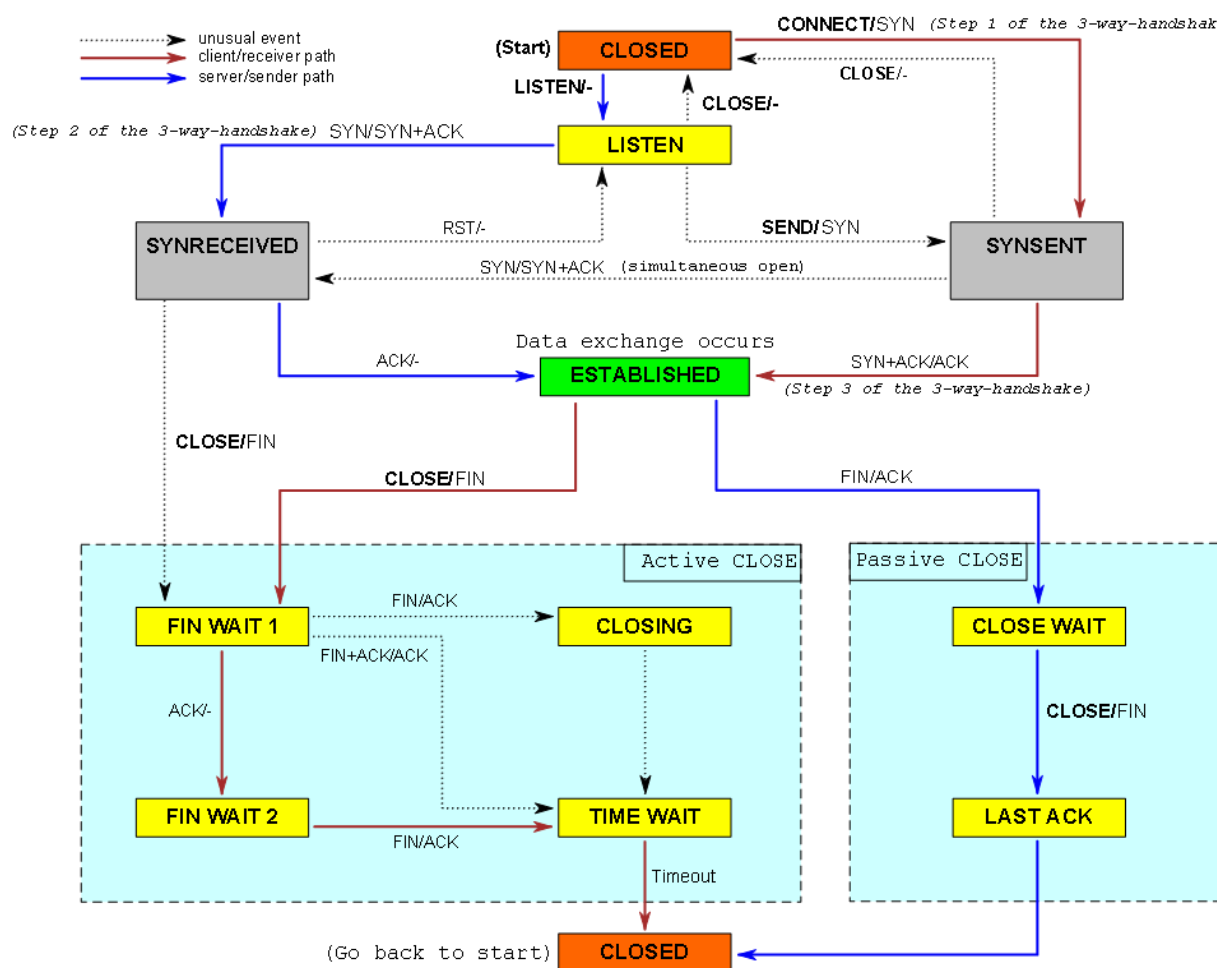 unusual event
client/receiver path
server/sender path
CONNECT/SYN (Step 1 of the 3-way-handshak
(Start) CLOSED
CLOSE/-
LISTEN/-
CLOSE/-
(Step 2 of the 3-way-handshake) SYN/SYN+ACK
LISTEN
SYNRECEIVED
RST/-
SEND/SYN
SYNSENT
SYN/SYN+ACK (simultaneous open)
Data exchange occurs
ACK/-
ESTABLISHED
SYN+ACK/ACK
(Step 3 of the 3-way-handshake)
CLOSE/FIN
CLOSE/FIN
FIN/ACK
Active CLOSE
Passive CLOSE
FIN WAIT 1
FIN/ACK
CLOSING
CLOSE WAIT
FIN+ACK/ACK
ACK/-
CLOSE/FIN
FIN WAIT 2
TIME WAIT
LAST ACK
FIN/ACK
Timeout
(Go back to start) CLOSED